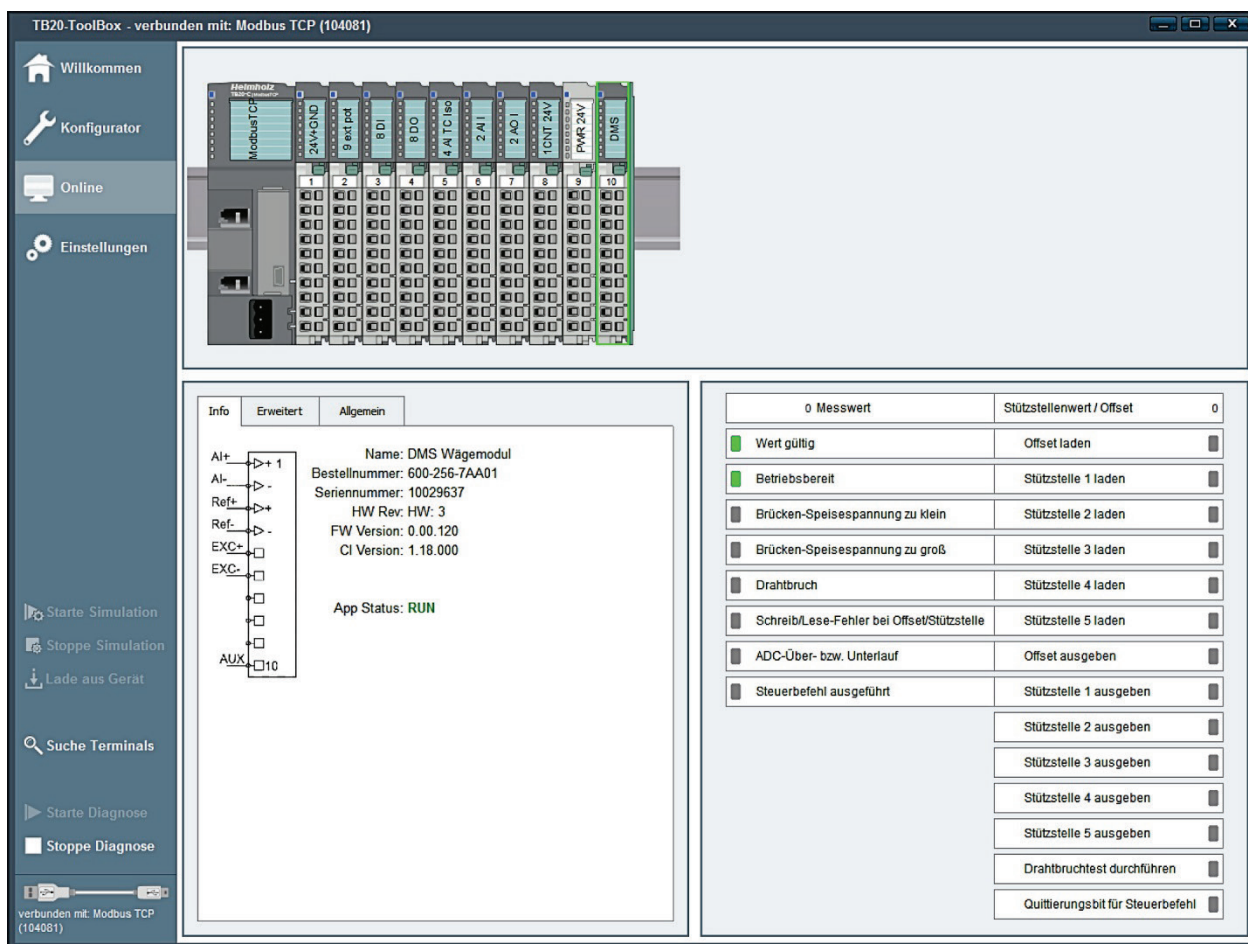 TB20-ToolBox - verbunden mit: Modbus TCP (104081)
Willkommen
Konfigurator
Online
Einstellungen
Starte Simulation
Stoppe Simulation
Lade aus Gerät
Suche Terminals
Starte Diagnose
Stoppe Diagnose
verbunden mit: Modbus TCP
(104081)
Helmholz
ModbusTCP
24V+GND
9 ext pot
8 DI
8 DO
4 AI TC Iso
2 AI I
2 AO I
1CNT 24V
PWR 24V
DMS
1 2 3 4 5 6 7 8 9 10
Info Erweitert Allgemein
AI+ + 1
AI- -
Ref+ +
Ref- -
EXC+
EXC-
AUX 10
Name: DMS Wägemodul
Bestellnummer: 600-256-7AA01
Seriennummer: 10029637
HW Rev: HW: 3
FW Version: 0.00.120
CI Version: 1.18.000
App Status: RUN
0 Messwert
Wert gültig
Betriebsbereit
Brücken-Speisespannung zu klein
Brücken-Speisespannung zu groß
Drahtbruch
Schreib/Lese-Fehler bei Offset/Stützstelle
ADC-Über- bzw. Unterlauf
Steuerbefehl ausgeführt
Stützstellenwert / Offset 0
Offset laden
Stützstelle 1 laden
Stützstelle 2 laden
Stützstelle 3 laden
Stützstelle 4 laden
Stützstelle 5 laden
Offset ausgeben
Stützstelle 1 ausgeben
Stützstelle 2 ausgeben
Stützstelle 3 ausgeben
Stützstelle 4 ausgeben
Stützstelle 5 ausgeben
Drahtbruchtest durchführen
Quittierungsbit für Steuerbefehl